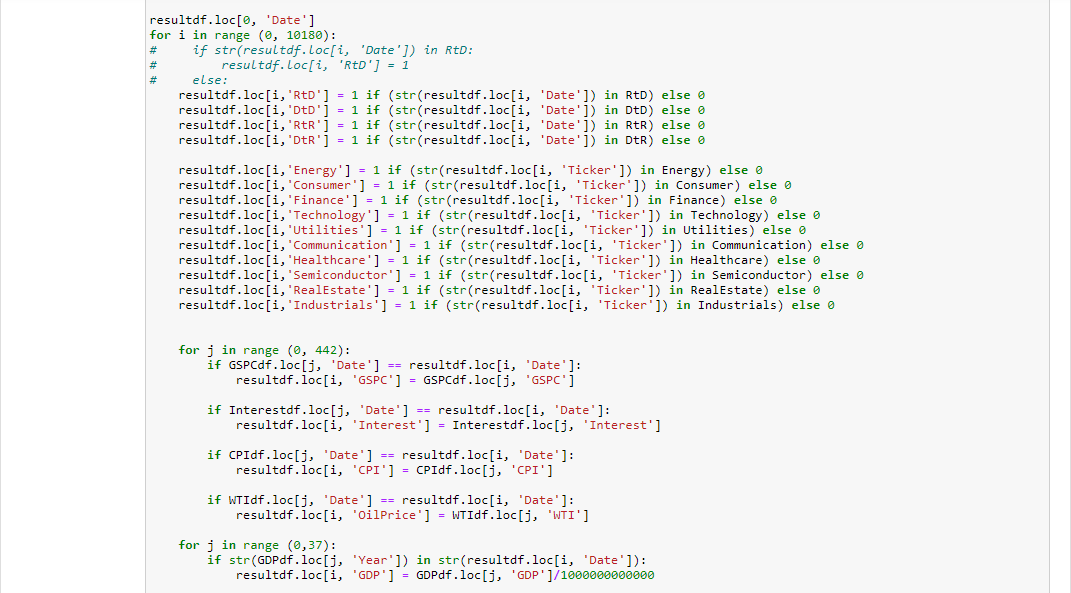 resultdf.loc[0, 'Date']
for i in range (0, 10180):
#     if str(resultdf.loc[i, 'Date']) in RtD:
#         resultdf.loc[i, 'RtD'] = 1
#     else:
    resultdf.loc[i,'RtD'] = 1 if (str(resultdf.loc[i, 'Date']) in RtD) else 0
    resultdf.loc[i,'DtD'] = 1 if (str(resultdf.loc[i, 'Date']) in DtD) else 0
    resultdf.loc[i,'RtR'] = 1 if (str(resultdf.loc[i, 'Date']) in RtR) else 0
    resultdf.loc[i,'DtR'] = 1 if (str(resultdf.loc[i, 'Date']) in DtR) else 0
    resultdf.loc[i,'Energy'] = 1 if (str(resultdf.loc[i, 'Ticker']) in Energy) else 0
    resultdf.loc[i,'Consumer'] = 1 if (str(resultdf.loc[i, 'Ticker']) in Consumer) else 0
    resultdf.loc[i,'Finance'] = 1 if (str(resultdf.loc[i, 'Ticker']) in Finance) else 0
    resultdf.loc[i,'Technology'] = 1 if (str(resultdf.loc[i, 'Ticker']) in Technology) else 0
    resultdf.loc[i,'Utilities'] = 1 if (str(resultdf.loc[i, 'Ticker']) in Utilities) else 0
    resultdf.loc[i,'Communication'] = 1 if (str(resultdf.loc[i, 'Ticker']) in Communication) else 0
    resultdf.loc[i,'Healthcare'] = 1 if (str(resultdf.loc[i, 'Ticker']) in Healthcare) else 0
    resultdf.loc[i,'Semiconductor'] = 1 if (str(resultdf.loc[i, 'Ticker']) in Semiconductor) else 0
    resultdf.loc[i,'RealEstate'] = 1 if (str(resultdf.loc[i, 'Ticker']) in RealEstate) else 0
    resultdf.loc[i,'Industrials'] = 1 if (str(resultdf.loc[i, 'Ticker']) in Industrials) else 0
    for j in range (0, 442):
        if GSPCdf.loc[j, 'Date'] == resultdf.loc[i, 'Date']:
            resultdf.loc[i, 'GSPC'] = GSPCdf.loc[j, 'GSPC']
        if Interestdf.loc[j, 'Date'] == resultdf.loc[i, 'Date']:
            resultdf.loc[i, 'Interest'] = Interestdf.loc[j, 'Interest']
        if CPIdf.loc[j, 'Date'] == resultdf.loc[i, 'Date']:
            resultdf.loc[i, 'CPI'] = CPIdf.loc[j, 'CPI']
        if WTIdf.loc[j, 'Date'] == resultdf.loc[i, 'Date']:
            resultdf.loc[i, 'OilPrice'] = WTIdf.loc[j, 'WTI']
    for j in range (0,37):
        if str(GDPdf.loc[j, 'Year']) in str(resultdf.loc[i, 'Date']):
            resultdf.loc[i, 'GDP'] = GDPdf.loc[j, 'GDP']/1000000000000